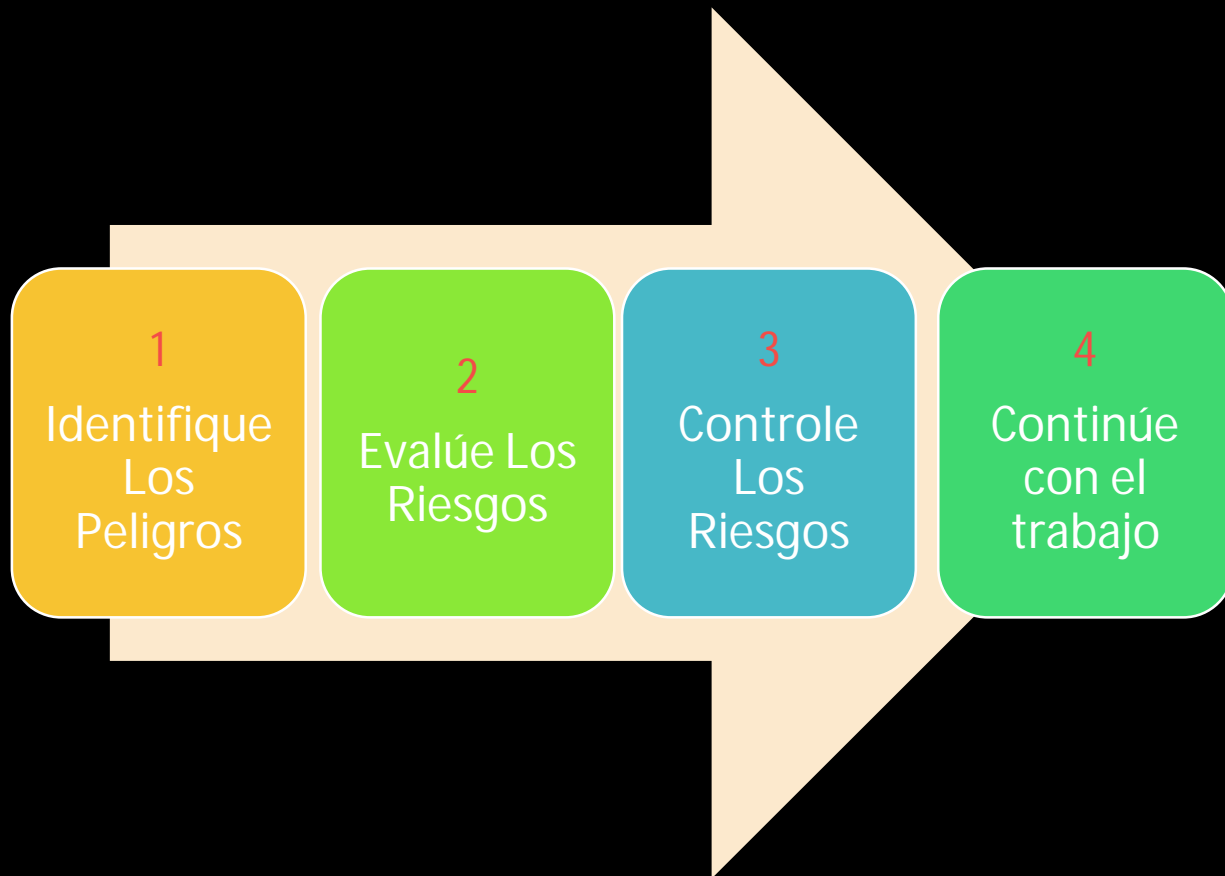 1
Identifique
Los
Peligros
2
Evalúe Los
Riesgos
3
Controle
Los
Riesgos
4
Continúe
con el
trabajo